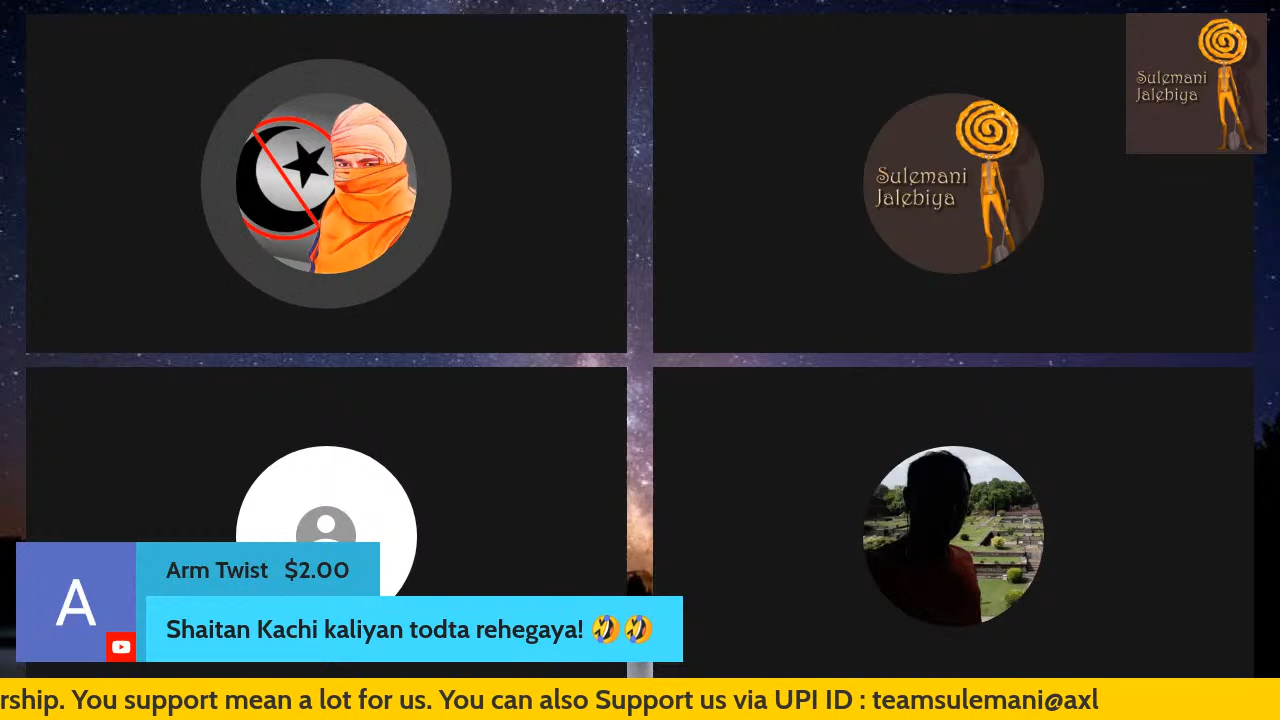 Sulemani
Jalebiya
Sulemani
Jalebiya
A
Arm Twist $2.00
Shaitan Kachi kaliyan todta rehegaya! 🤣🤣
rship. You support mean a lot for us. You can also Support us via UPI ID : teamsulemani@axl